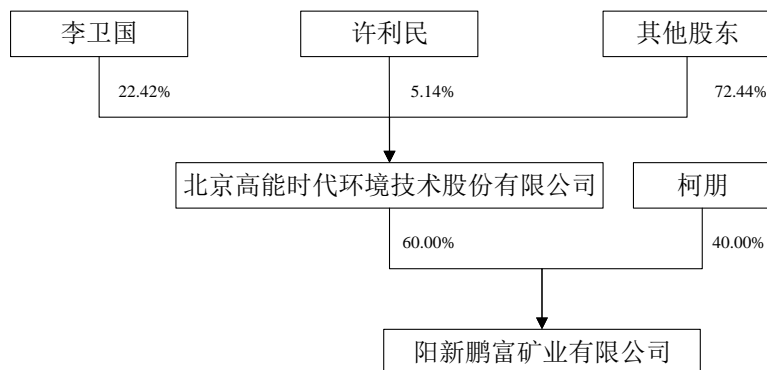 李卫国 许利民 其他股东
22.42% 5.14% 72.44%
北京高能时代环境技术股份有限公司 柯朋
60.00% 40.00%
阳新鹏富矿业有限公司